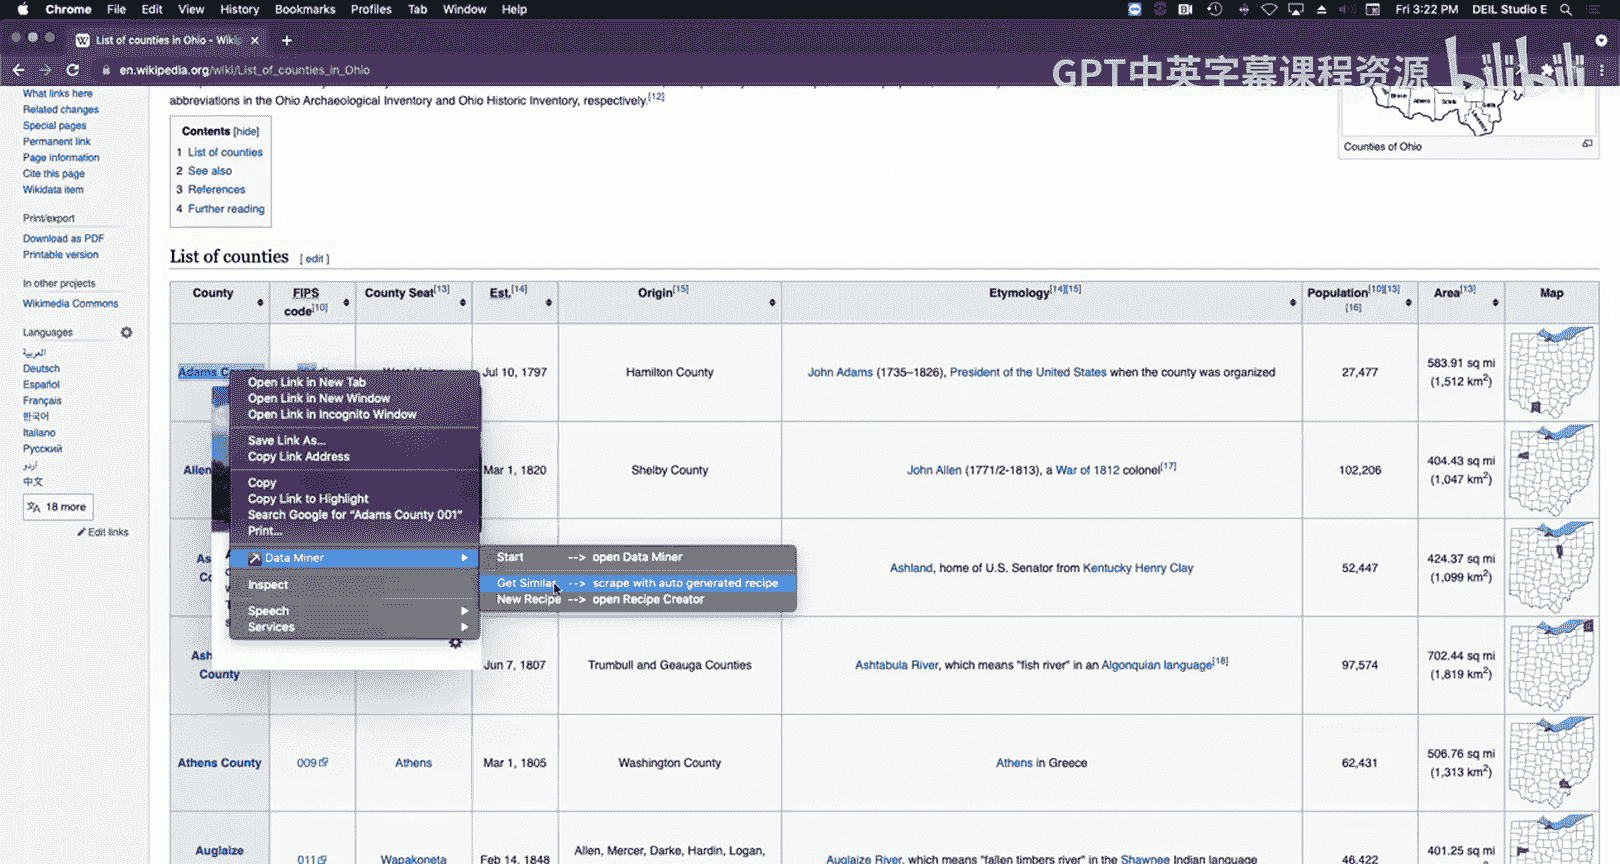 Chrome File Edit View History Bookmarks Profiles Tab Window Help
Fri 3:22 PM DEIL Studio E
List of counties in Ohio - Wiki
en.wikipedia.org/wiki/List_of_counties_in_Ohio
GPT中英字幕课程资源 bilibili
What links here
Related changes
Special pages
Permanent link
Page information
Cite this page
Wikidata item
Print/export
Download as PDF
Printable version
In other projects
Wikimedia Commons
Languages
العربية
Deutsch
Español
Français
한국어
Italiano
Русский
اردو
中文
18 more
Edit links
abbreviations in the Ohio Archaeological Inventory and Ohio Historic Inventory, respectively.[12]
Contents [hide]
1 List of counties
2 See also
3 References
4 Further reading
Counties of Ohio
List of counties [ edit ]
County FIPS code[10] County Seat[13] Est.[14] Origin[15] Etymology[14][15] Population[10][13][16] Area[13] Map
Adams Jul 10, 1797 Hamilton County John Adams (1735–1826), President of the United States when the county was organized 27,477 583.91 sq mi
(1,512 km2)
Allen Mar 1, 1820 Shelby County John Allen (1771/2-1813), a War of 1812 colonel[17] 102,206 404.43 sq mi
(1,047 km2)
As Ashland, home of U.S. Senator from Kentucky Henry Clay 52,447 424.37 sq mi
Co (1,099 km2)
Ash Jun 7, 1807 Trumbull and Geauga Counties Ashtabula River, which means "fish river" in an Algonquian language[18] 97,574 702.44 sq mi
County (1,819 km2)
Athens County 009 Athens Mar 1, 1805 Washington County Athens in Greece 62,431 506.76 sq mi
(1,313 km2)
Auglaize 011 Wapakoneta Feb 14, 1848 Allen, Mercer, Darke, Hardin, Logan, Auglaize River, which means "fallen timbers river" in the Shawnee Indian language 46,422 401.25 sq mi
Open Link in New Tab
Open Link in New Window
Open Link in Incognito Window
Save Link As...
Copy Link Address
Copy
Copy Link to Highlight
Search Google for “Adams County 001”
Print...
Data Miner
Inspect
Speech
Services
Start --> open Data Miner
Get Similar --> scrape with auto generated recipe
New Recipe --> open Recipe Creator